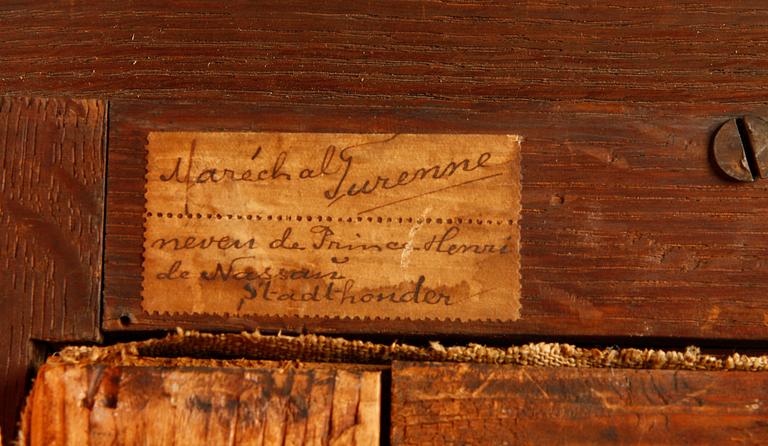 Maréchal Turenne
neveu de Prince Henri
de Nassau
Stadthouder